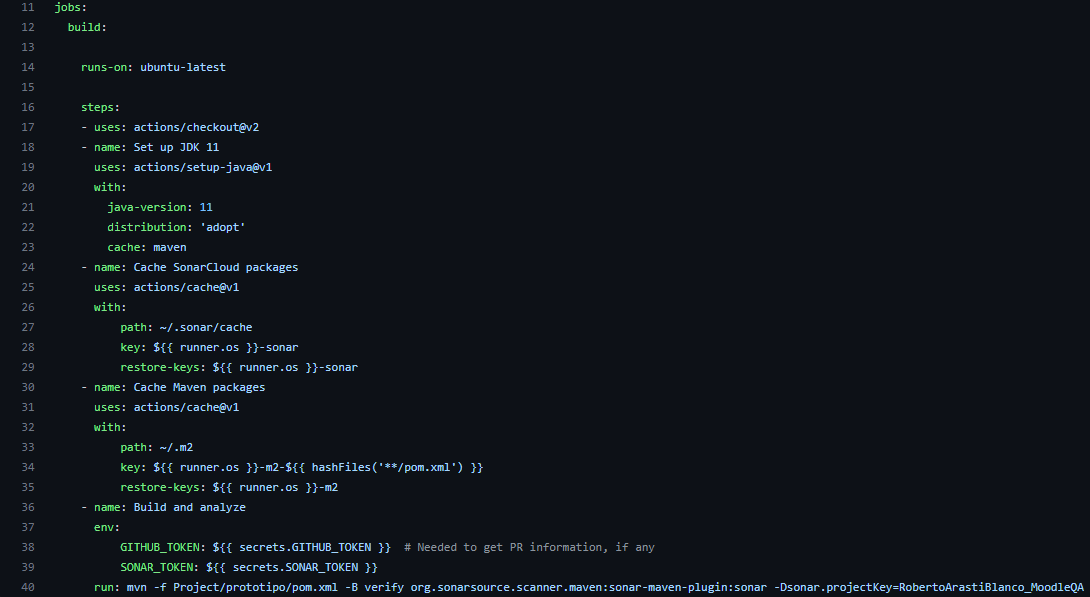 11 jobs:
12 build:
13
14 runs-on: ubuntu-latest
15
16 steps:
17 - uses: actions/checkout@v2
18 - name: Set up JDK 11
19 uses: actions/setup-java@v1
20 with:
21 java-version: 11
22 distribution: 'adopt'
23 cache: maven
24 - name: Cache SonarCloud packages
25 uses: actions/cache@v1
26 with:
27 path: ~/.sonar/cache
28 key: ${{ runner.os }}-sonar
29 restore-keys: ${{ runner.os }}-sonar
30 - name: Cache Maven packages
31 uses: actions/cache@v1
32 with:
33 path: ~/.m2
34 key: ${{ runner.os }}-m2-${{ hashFiles('**/pom.xml') }}
35 restore-keys: ${{ runner.os }}-m2
36 - name: Build and analyze
37 env:
38 GITHUB_TOKEN: ${{ secrets.GITHUB_TOKEN }} # Needed to get PR information, if any
39 SONAR_TOKEN: ${{ secrets.SONAR_TOKEN }}
40 run: mvn -f Project/prototipo/pom.xml -B verify org.sonarsource.scanner.maven:sonar-maven-plugin:sonar -Dsonar.projectKey=RobertoArastiBlanco_MoodleQA